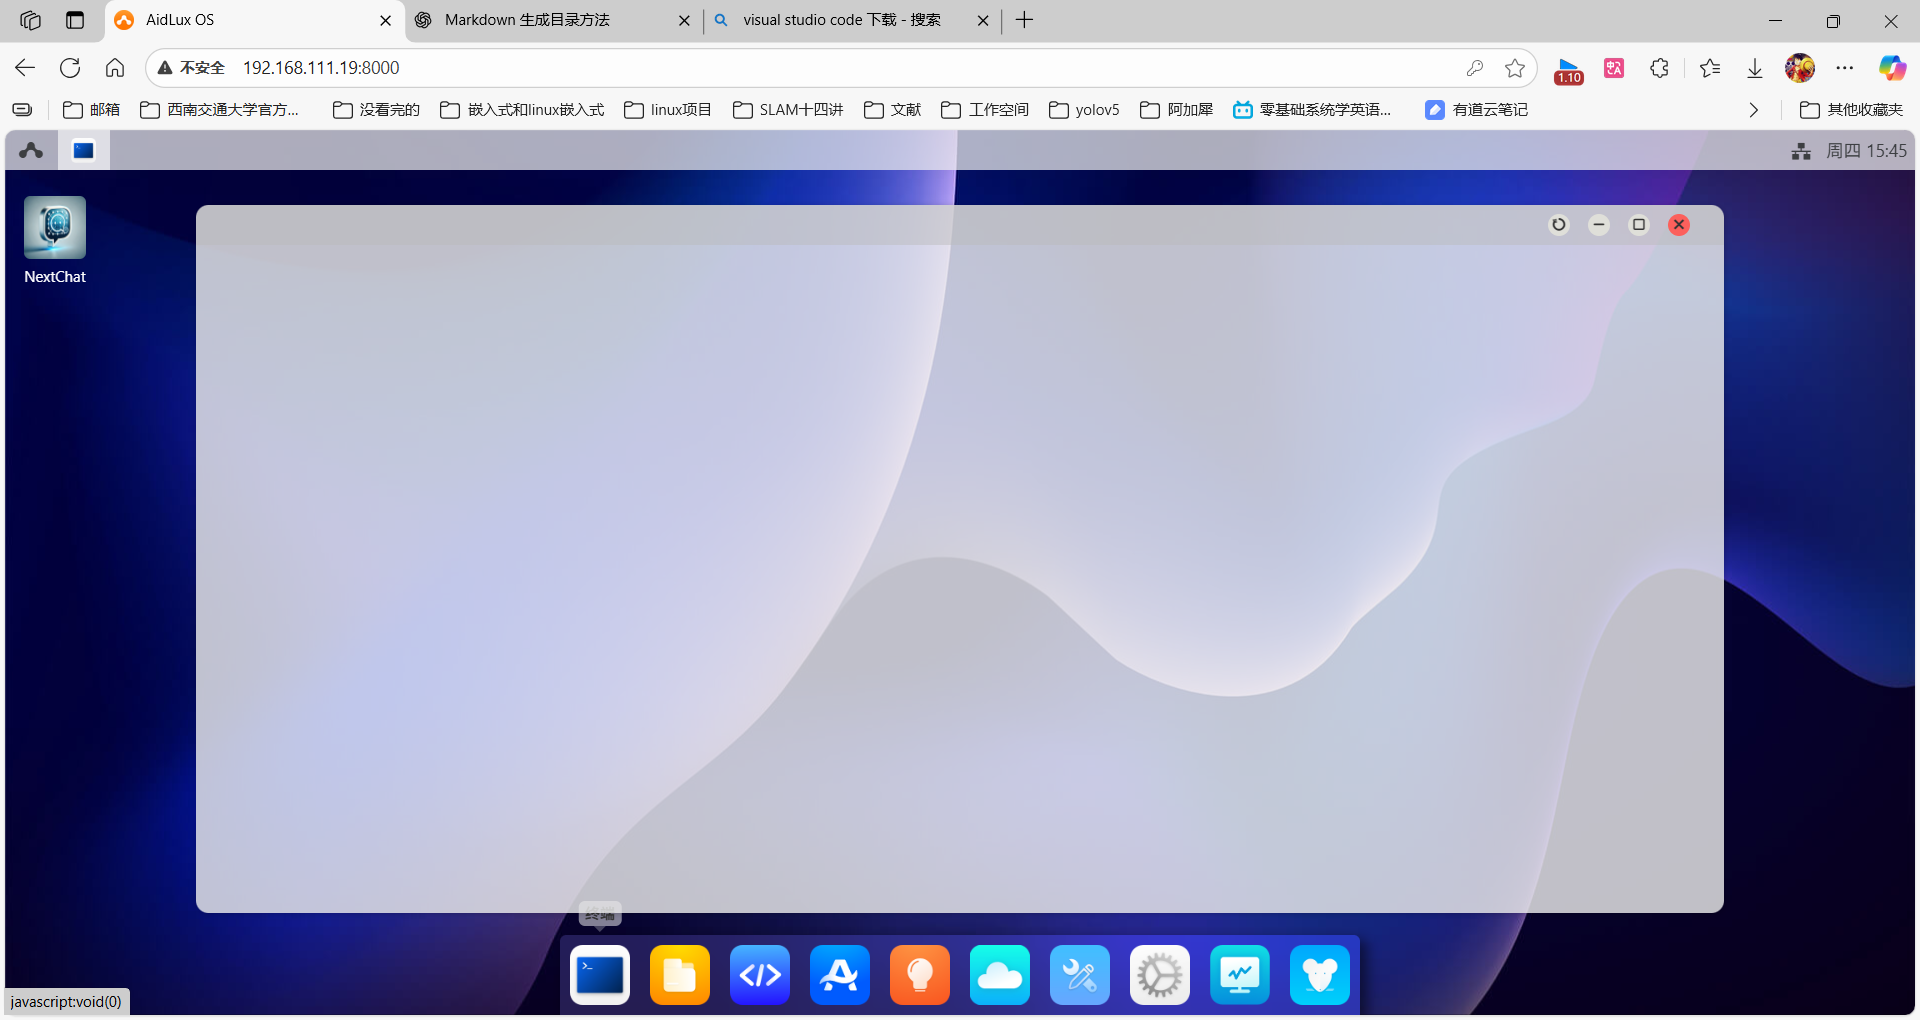 AidLux OS
Markdown 生成目录方法
visual studio code 下载 - 搜索
不安全
192.168.111.19:8000
1.10
邮箱
西南交通大学官方...
没看完的
嵌入式和linux嵌入式
linux项目
SLAM十四讲
文献
工作空间
yolov5
阿加犀
零基础系统学英语...
有道云笔记
其他收藏夹
周四 15:45
NextChat
终端
javascript:void(0)